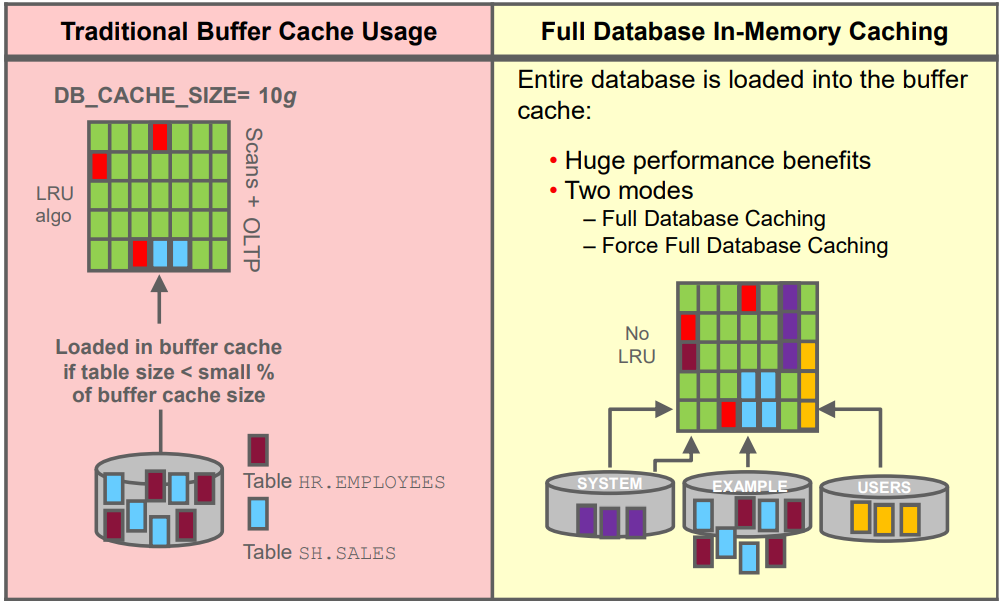 Traditional Buffer Cache Usage
DB_CACHE_SIZE= 10g
LRU
algo
Scans + OLTP
Loaded in buffer cache
if table size < small %
of buffer cache size
Table HR.EMPLOYEES
Table SH.SALES
Full Database In-Memory Caching
Entire database is loaded into the buffer
cache:
• Huge performance benefits
• Two modes
– Full Database Caching
– Force Full Database Caching
No
LRU
SYSTEM
EXAMPLE
USERS